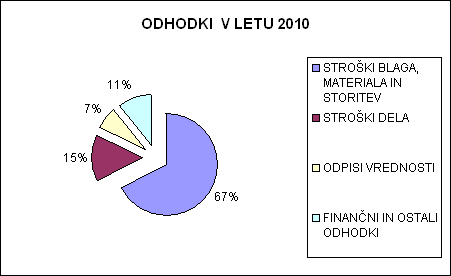 ODHODKI V LETU 2010
11%
7%
15%
67%
STROŠKI BLAGA,
MATERIALA IN
STORITEV
STROŠKI DELA
ODPISI VREDNOSTI
FINANČNI IN OSTALI
ODHODKI